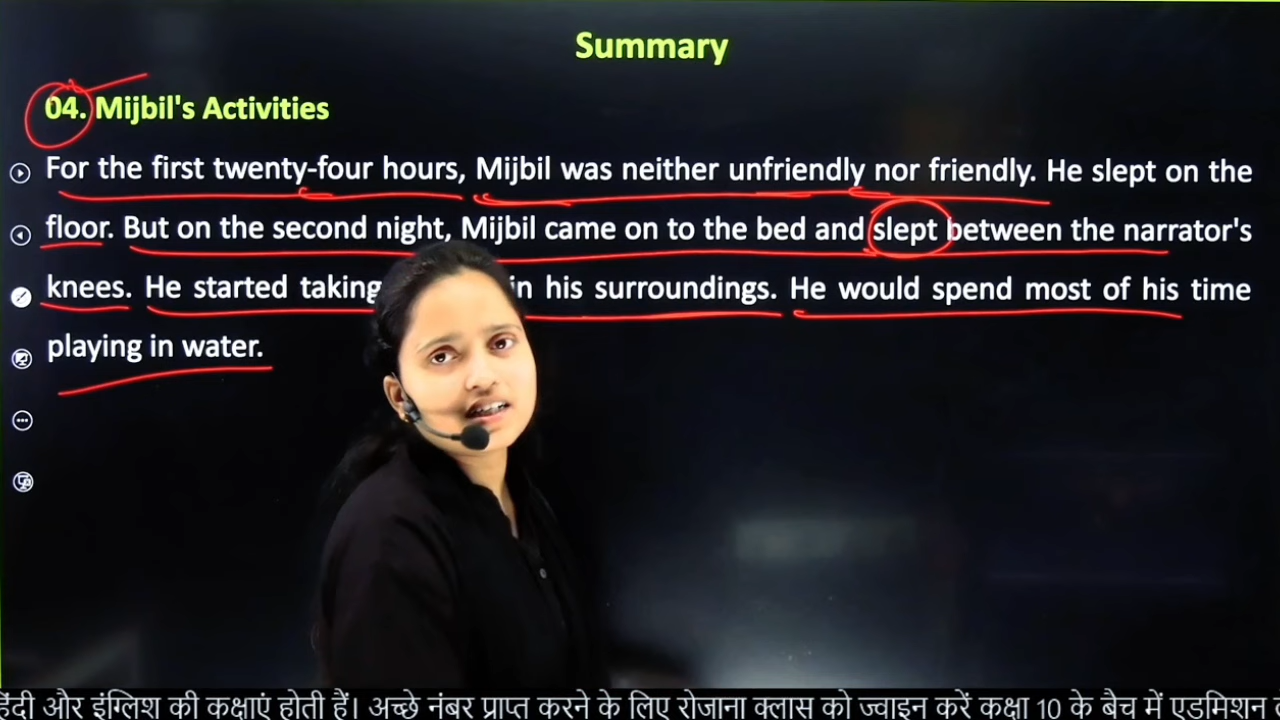 Summary
04. Mijbil's Activities
For the first twenty-four hours, Mijbil was neither unfriendly nor friendly. He slept on the
floor. But on the second night, Mijbil came on to the bed and slept between the narrator's
knees. He started taking in his surroundings. He would spend most of his time
playing in water.
हिंदी और इंग्लिश की कक्षाएं होती हैं। अच्छे नंबर प्राप्त करने के लिए रोजाना क्लास को ज्वाइन करें कक्षा 10 के बैच में एडमिशन